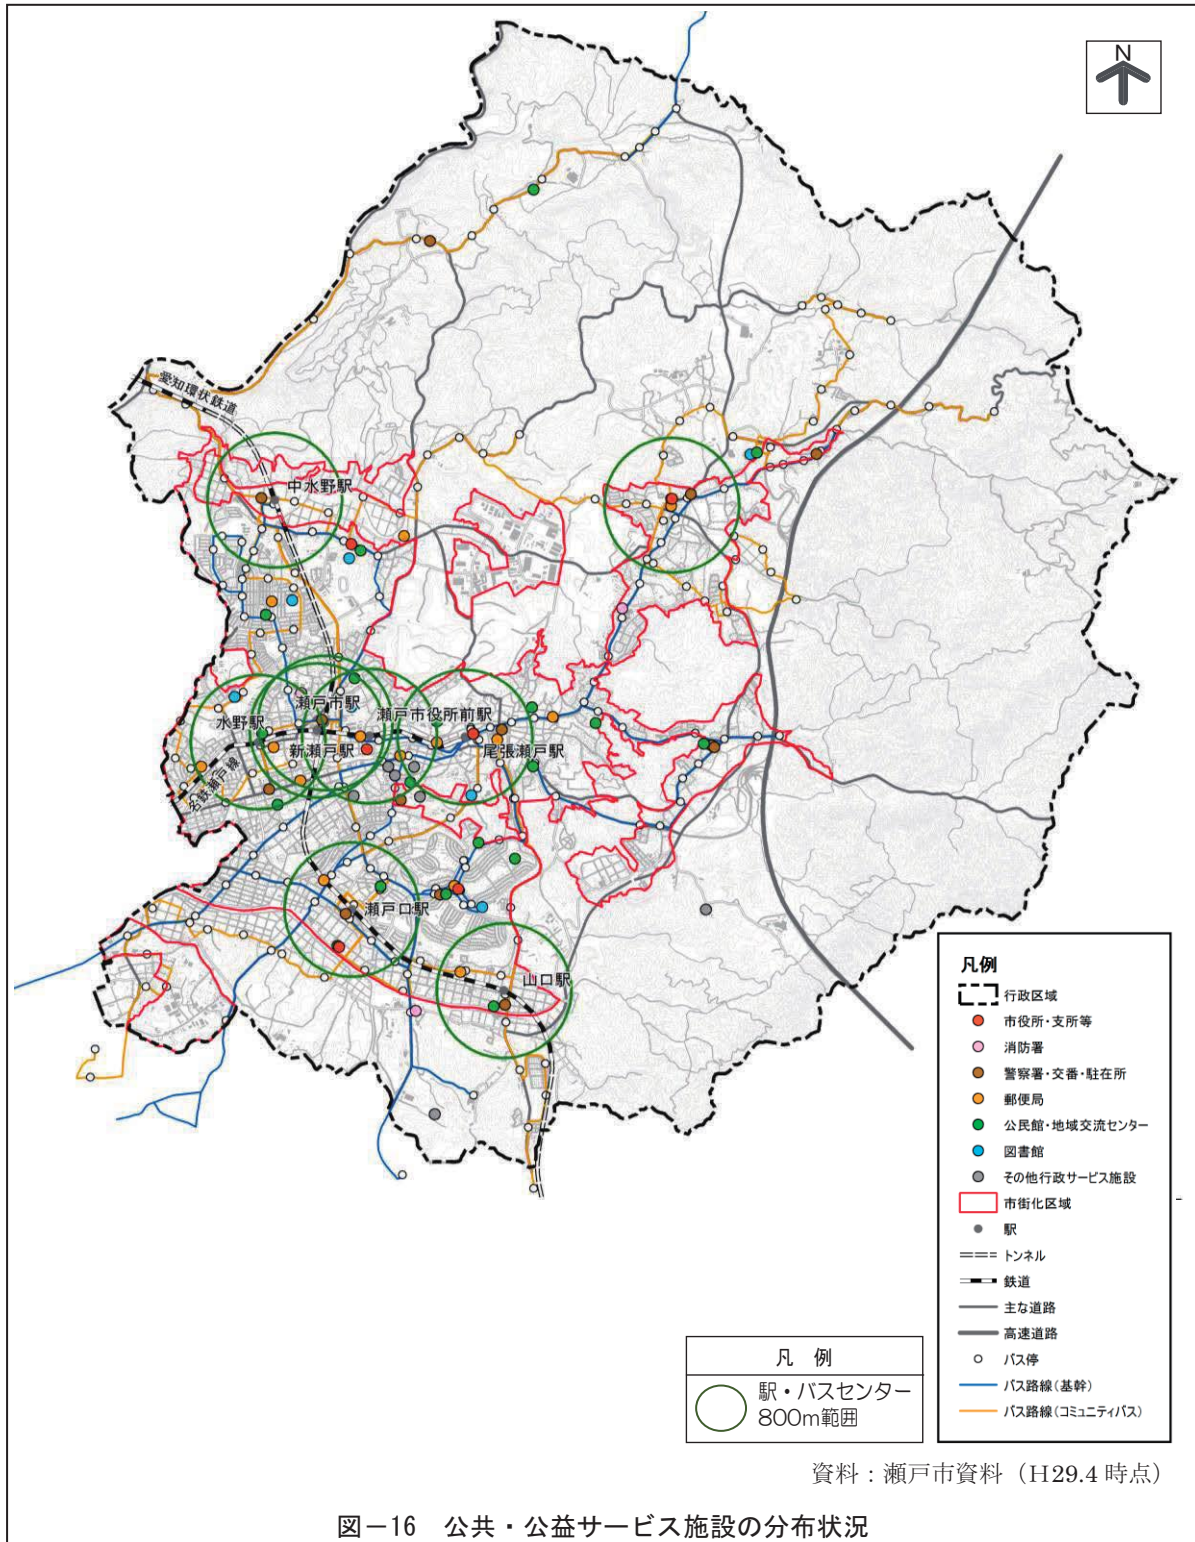 N
愛知環状鉄道
中水野駅
瀬戸市駅
水野駅
瀬戸市役所前駅
新瀬戸駅
尾張瀬戸駅
名鉄瀬戸線
瀬戸口駅
山口駅
凡例
行政区域
市役所・支所等
消防署
警察署・交番・駐在所
郵便局
公民館・地域交流センター
図書館
その他行政サービス施設
市街化区域
駅
トンネル
鉄道
主な道路
高速道路
バス停
バス路線(基幹)
バス路線(コミュニティバス)
凡 例
駅・バスセンター
800m範囲
資料：瀬戸市資料（H29.4 時点）
図－16 公共・公益サービス施設の分布状況